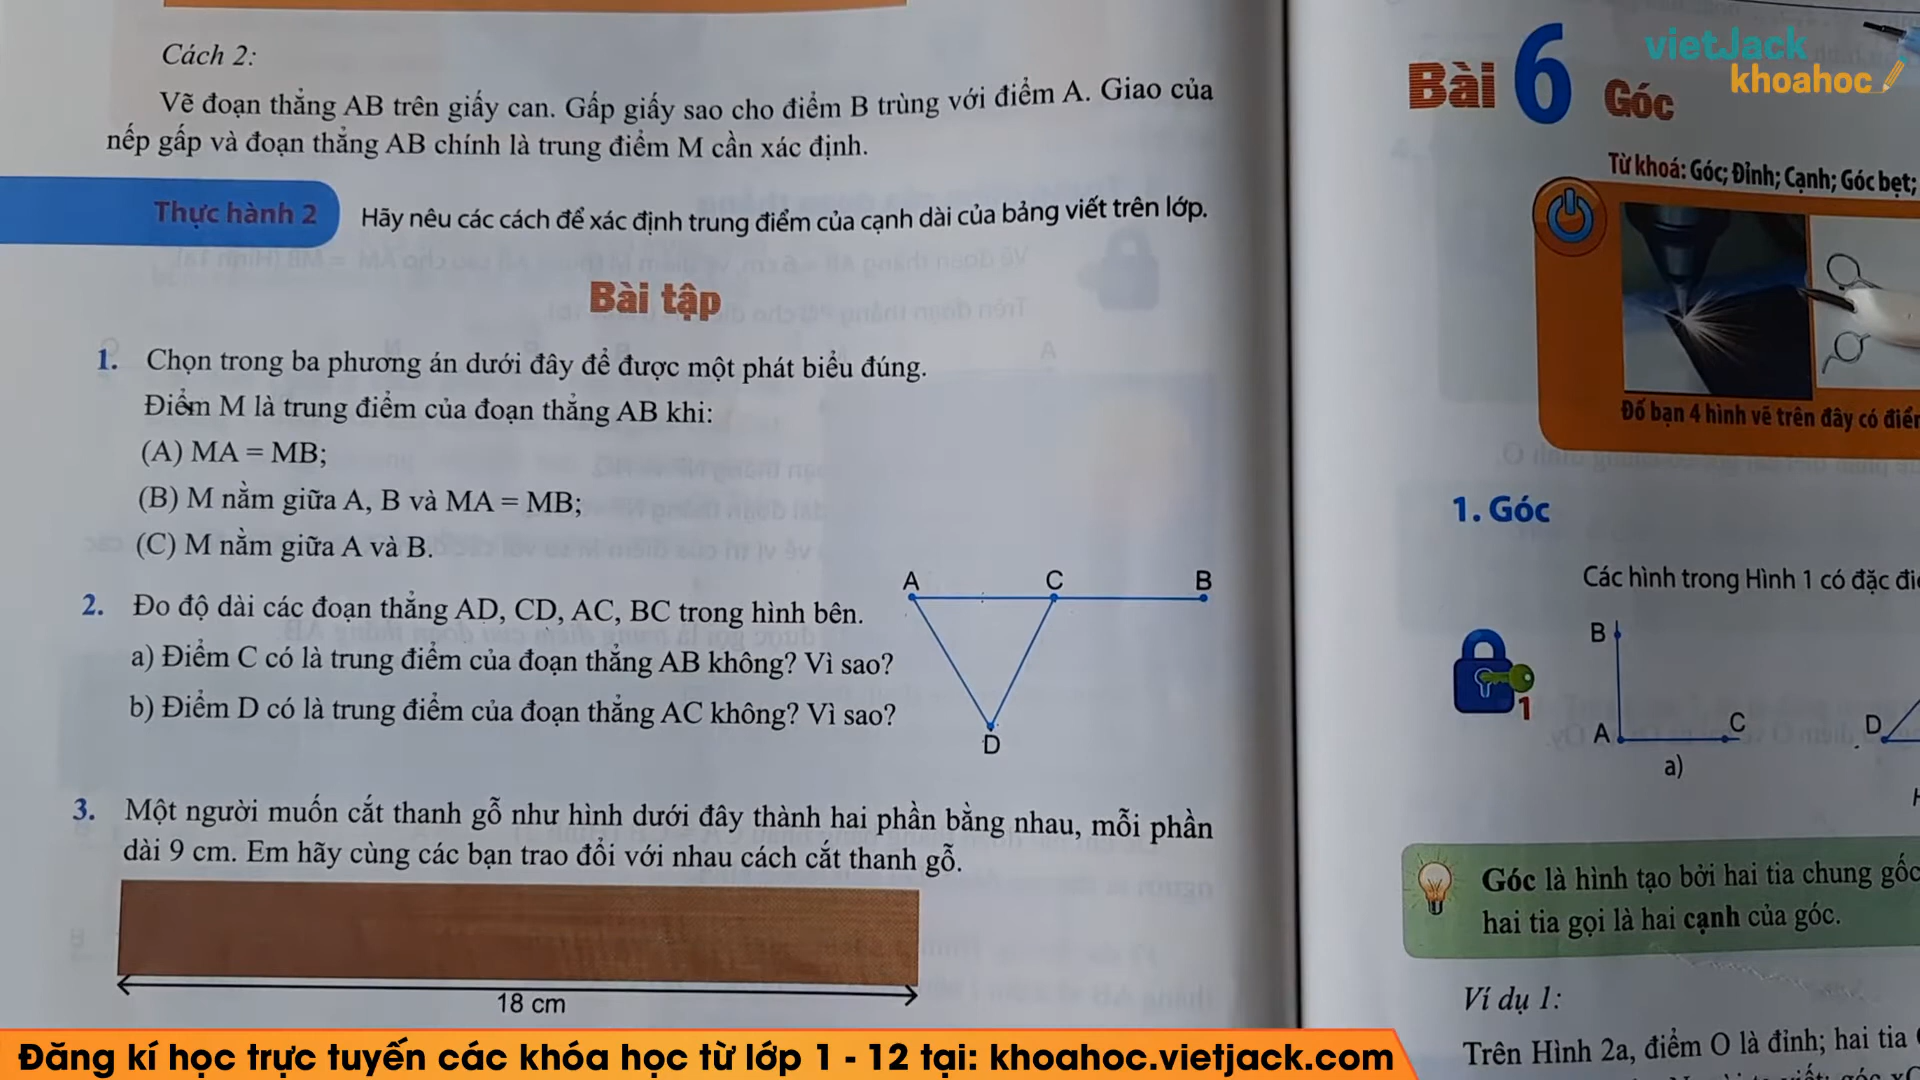 Cách 2:
Vẽ đoạn thẳng AB trên giấy can. Gấp giấy sao cho điểm B trùng với điểm A. Giao của
nếp gấp và đoạn thẳng AB chính là trung điểm M cần xác định.
Thực hành 2
Hãy nêu các cách để xác định trung điểm của cạnh dài của bảng viết trên lớp.
Bài tập
1. Chọn trong ba phương án dưới đây để được một phát biểu đúng.
Điểm M là trung điểm của đoạn thẳng AB khi:
(A) MA = MB;
(B) M nằm giữa A, B và MA = MB;
(C) M nằm giữa A và B.
2. Đo độ dài các đoạn thẳng AD, CD, AC, BC trong hình bên.
a) Điểm C có là trung điểm của đoạn thẳng AB không? Vì sao?
b) Điểm D có là trung điểm của đoạn thẳng AC không? Vì sao?
A C B
D
3. Một người muốn cắt thanh gỗ như hình dưới đây thành hai phần bằng nhau, mỗi phần
dài 9 cm. Em hãy cùng các bạn trao đổi với nhau cách cắt thanh gỗ.
18 cm
Bài 6 Góc
vietJack
khoahoc
Từ khoá: Góc; Đỉnh; Cạnh; Góc bẹt;
Đố bạn 4 hình vẽ trên đây có
1. Góc
Các hình trong Hình 1 có đặc
1
B
A C
D
a)
Góc là hình tạo bởi hai tia chung gốc
hai tia gọi là hai cạnh của góc.
Ví dụ 1:
Trên Hình 2a, điểm O là đỉnh; hai tia
Đăng kí học trực tuyến các khóa học từ lớp 1 - 12 tại: khoahoc.vietjack.com